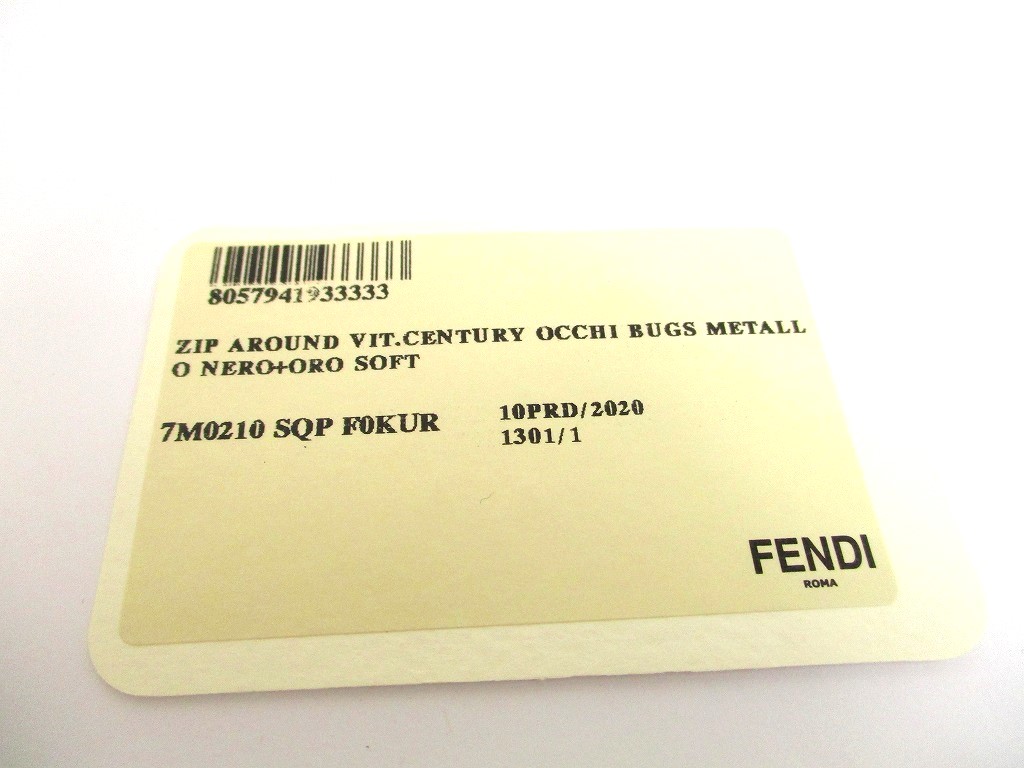 8057941933333
ZIP AROUND VIT.CENTURY OCCHI BUGS METALL
O NERO+ORO SOFT
7M0210 SQP F0KUR
10PRD/2020
1301/1
FENDI
ROMA